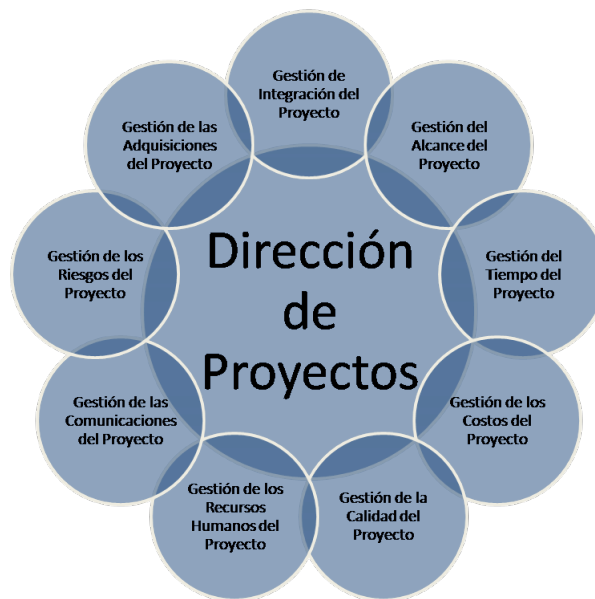 Gestión de
Integración del
Proyecto
Gestión del
Alcance del
Proyecto
Gestión del
Tiempo del
Proyecto
Gestión de los
Costos del
Proyecto
Gestión de la
Calidad del
Proyecto
Gestión de los
Recursos
Humanos del
Proyecto
Gestión de las
Comunicaciones
del Proyecto
Gestión de los
Riesgos del
Proyecto
Gestión de las
Adquisiciones
del Proyecto
Dirección
de
Proyectos